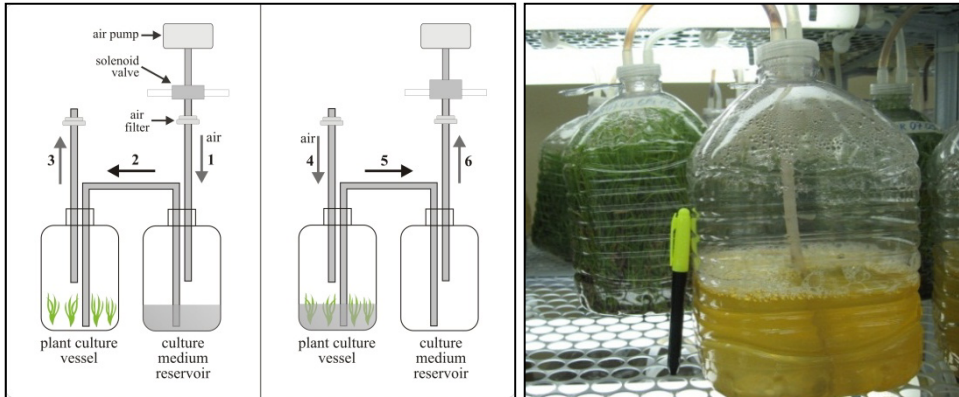 air pump
solenoid
valve
air
filter
air
1
2
3
plant culture
vessel
culture
medium
reservoir
air
4
5
6
plant culture
vessel
culture
medium
reservoir